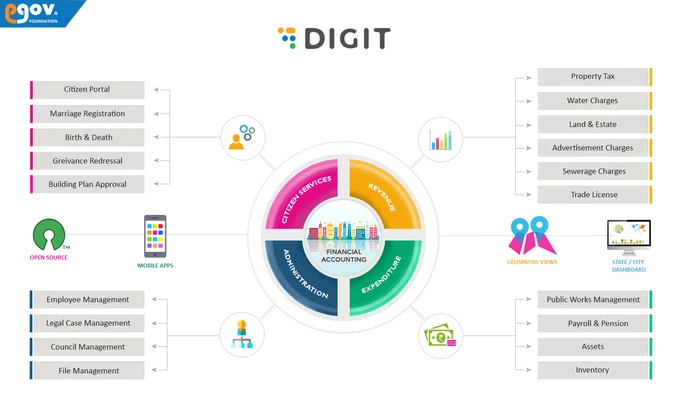 egov.
FOUNDATION
DIGIT
Citizen Portal
Marriage Registration
Birth & Death
Greivance Redressal
Building Plan Approval
Property Tax
Water Charges
Land & Estate
Advertisement Charges
Sewerage Charges
Trade License
CITIZEN SERVICES
REVENUE
FINANCIAL
ACCOUNTING
ADMINISTRATION
EXPENDITURE
TM
OPEN SOURCE
MOBILE APPS
GEOSPATIAL VIEWS
STATE / CITY
DASHBOARD
Employee Management
Legal Case Management
Council Management
File Management
Public Works Management
Payroll & Pension
Assets
Inventory